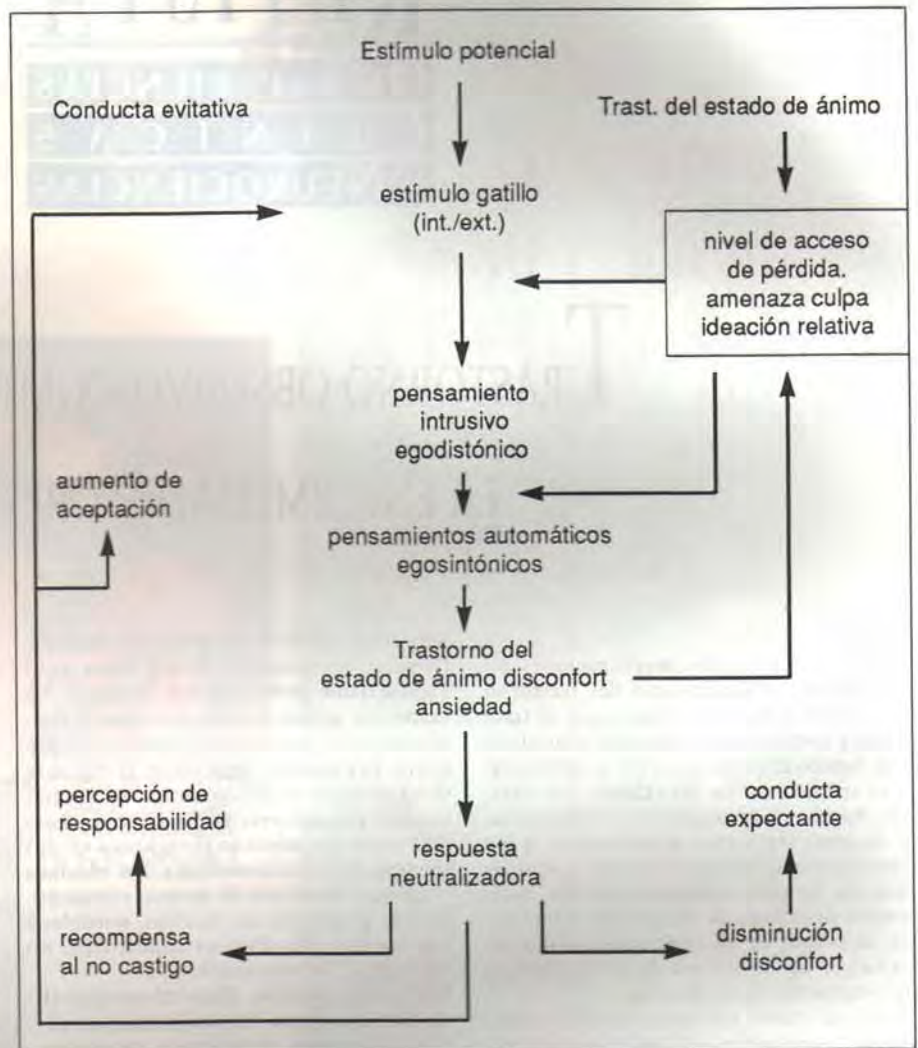 Estímulo potencial
Conducta evitativa
Trast. del estado de ánimo
estímulo gatillo
(int./ext.)
nivel de acceso
de pérdida.
amenaza culpa
ideación relativa
pensamiento
intrusivo
egodistónico
aumento de
aceptación
pensamientos automáticos
egosintónicos
Trastorno del
estado de ánimo disconfort
ansiedad
percepción de
responsabilidad
conducta
expectante
respuesta
neutralizadora
recompensa
al no castigo
disminución
disconfort